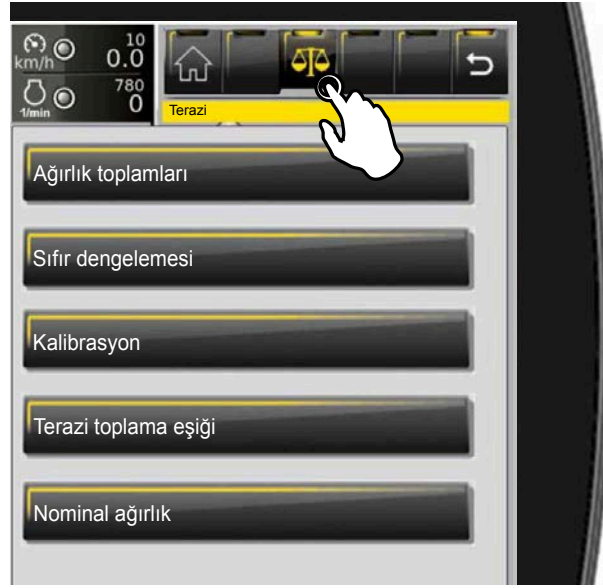 km/h
10
0.0
1/min
780
0
Terazi
Ağırlık toplamları
Sıfır dengelemesi
Kalibrasyon
Terazi toplama eşiği
Nominal ağırlık